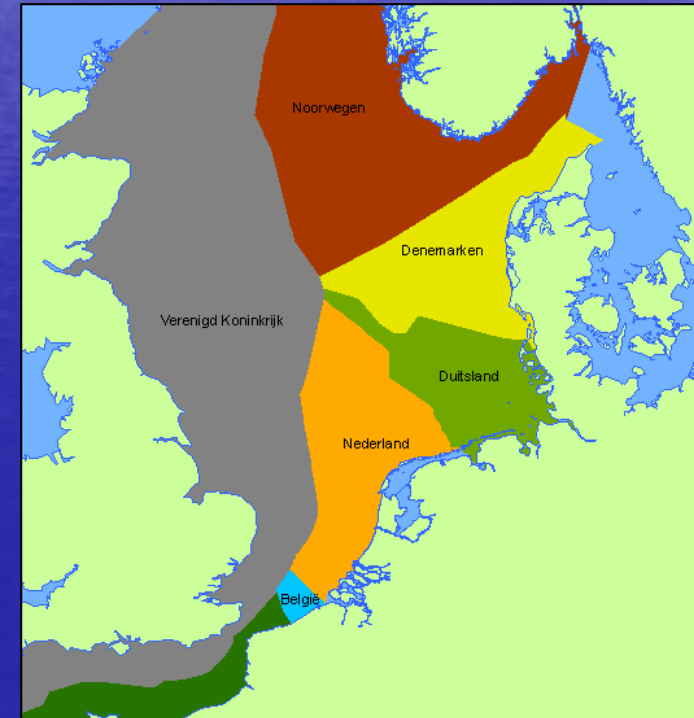 Noorwegen
Denemarken
Verenigd Koninkrijk
Duitsland
Nederland
België